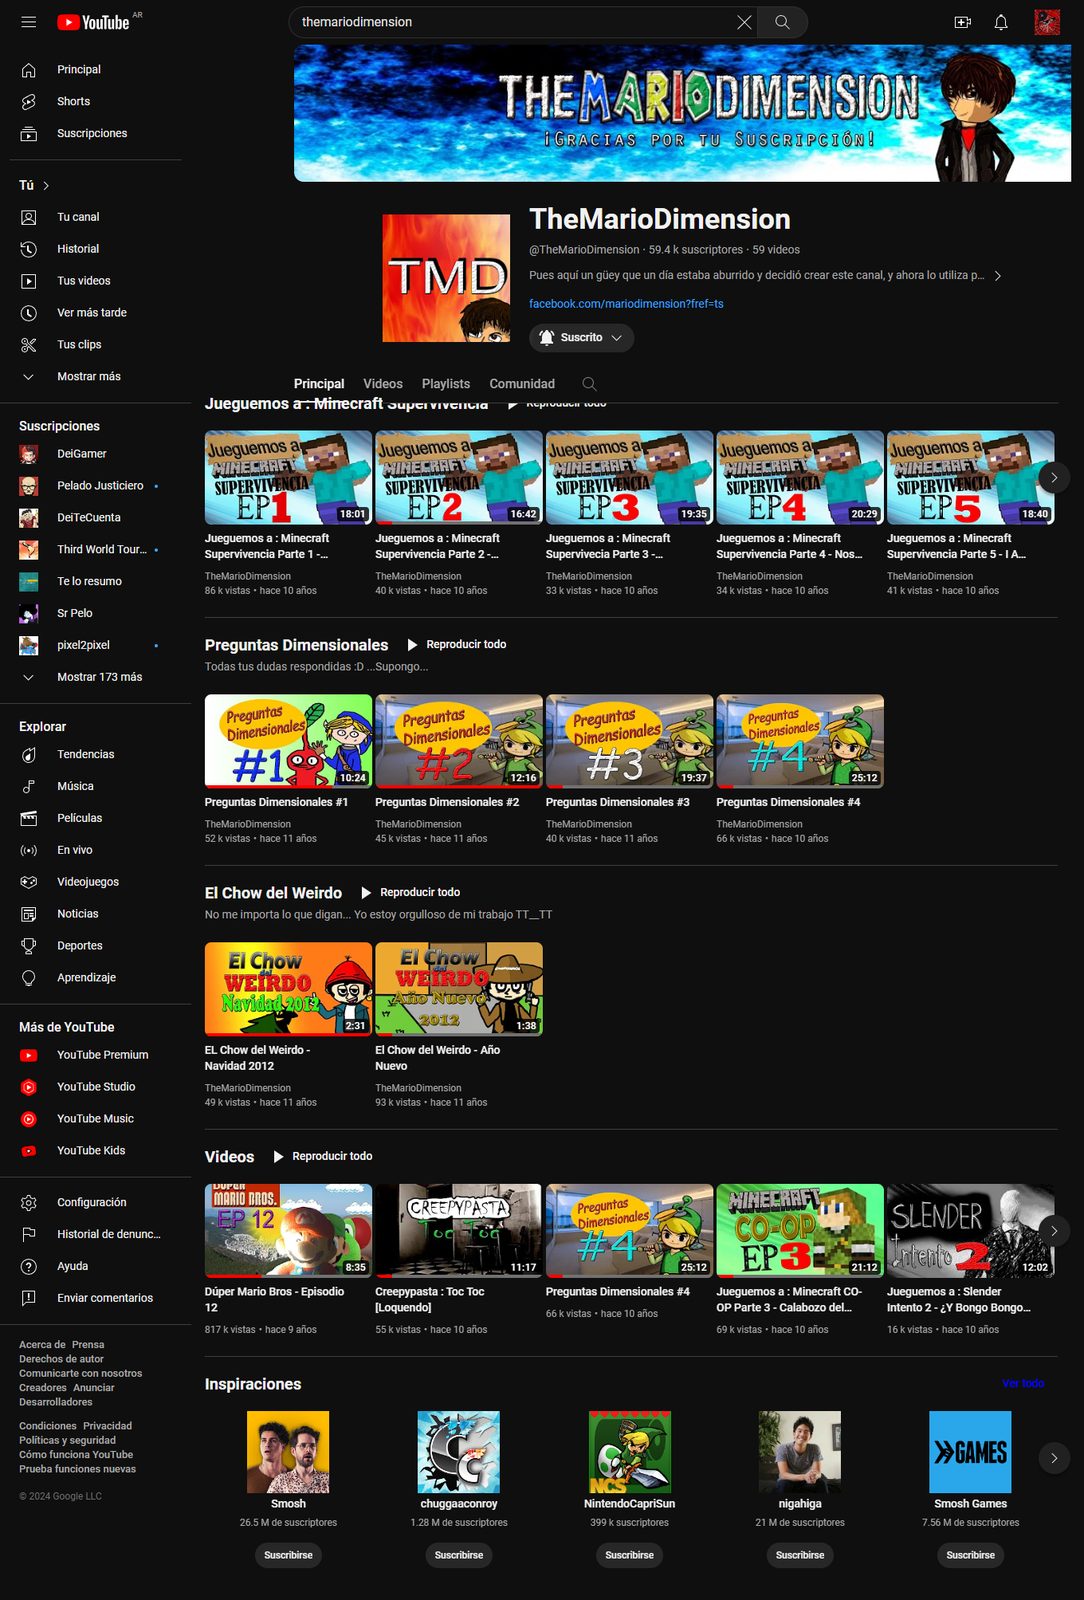 YouTube AR
themariodimension
Principal
Shorts
Suscripciones
Tú
Tu canal
Historial
Tus videos
Ver más tarde
Tus clips
Mostrar más
Suscripciones
DeiGamer
Pelado Justiciero
DeiTeCuenta
Third World Tour...
Te lo resumo
Sr Pelo
pixel2pixel
Mostrar 173 más
Explorar
Tendencias
Música
Películas
En vivo
Videojuegos
Noticias
Deportes
Aprendizaje
Más de YouTube
YouTube Premium
YouTube Studio
YouTube Music
YouTube Kids
Configuración
Historial de denunc...
Ayuda
Enviar comentarios
Acerca de Prensa
Derechos de autor
Comunicarte con nosotros
Creadores Anunciar
Desarrolladores
Condiciones Privacidad
Políticas y seguridad
Cómo funciona YouTube
Prueba funciones nuevas
© 2024 Google LLC
THEMARIODIMENSION
¡GRACIAS POR TU SUSCRIPCIÓN!
TMD
TheMarioDimension
@TheMarioDimension · 59.4 k suscriptores · 59 videos
Pues aquí un güey que un día estaba aburrido y decidió crear este canal, y ahora lo utiliza p...
facebook.com/mariodimension?fref=ts
Suscrito
Principal Videos Playlists Comunidad
Jueguemos a : Minecraft Supervivencia Reproducir todo
Jueguemos a MINECRAFT SUPERVIVENCIA EP 1 18:01
Jueguemos a MINECRAFT SUPERVIVENCIA EP 2 16:42
Jueguemos a MINECRAFT SUPERVIVENCIA EP 3 19:35
Jueguemos a MINECRAFT SUPERVIVENCIA EP 4 20:29
Jueguemos a MINECRAFT SUPERVIVENCIA EP 5 18:40
Jueguemos a : Minecraft
Supervivencia Parte 1 -...
TheMarioDimension
86 k vistas • hace 10 años
Jueguemos a : Minecraft
Supervivencia Parte 2 -...
TheMarioDimension
40 k vistas • hace 10 años
Jueguemos a : Minecraft
Supervivecia Parte 3 -...
TheMarioDimension
33 k vistas • hace 10 años
Jueguemos a : Minecraft
Supervivencia Parte 4 - Nos...
TheMarioDimension
34 k vistas • hace 10 años
Jueguemos a : Minecraft
Supervivencia Parte 5 - I A...
TheMarioDimension
41 k vistas • hace 10 años
Preguntas Dimensionales Reproducir todo
Todas tus dudas respondidas :D ...Supongo...
Preguntas Dimensionales #1 10:24
Preguntas Dimensionales #2 12:16
Preguntas Dimensionales #3 19:37
Preguntas Dimensionales #4 25:12
Preguntas Dimensionales #1
TheMarioDimension
52 k vistas • hace 11 años
Preguntas Dimensionales #2
TheMarioDimension
45 k vistas • hace 11 años
Preguntas Dimensionales #3
TheMarioDimension
40 k vistas • hace 11 años
Preguntas Dimensionales #4
TheMarioDimension
66 k vistas • hace 10 años
El Chow del Weirdo Reproducir todo
No me importa lo que digan... Yo estoy orgulloso de mi trabajo TT__TT
El Chow del WEIRDO Navidad 2012 2:31
El Chow del WEIRDO Año Nuevo 2012 1:38
EL Chow del Weirdo -
Navidad 2012
TheMarioDimension
49 k vistas • hace 11 años
El Chow del Weirdo - Año
Nuevo
TheMarioDimension
93 k vistas • hace 11 años
Videos Reproducir todo
DUPER MARIO BROS. EP 12 8:35
CREEPYPASTA 11:17
Preguntas Dimensionales #4 25:12
MINECRAFT CO-OP EP 3 21:12
SLENDER Intento 2 12:02
Dúper Mario Bros - Episodio
12
817 k vistas • hace 9 años
Creepypasta : Toc Toc
[Loquendo]
55 k vistas • hace 10 años
Preguntas Dimensionales #4
66 k vistas • hace 10 años
Jueguemos a : Minecraft CO-
OP Parte 3 - Calabozo del...
69 k vistas • hace 10 años
Jueguemos a : Slender
Intento 2 - ¿Y Bongo Bongo...
16 k vistas • hace 10 años
Inspiraciones Ver todo
Smosh
26.5 M de suscriptores
Suscribirse
chuggaaconroy
1.28 M de suscriptores
Suscribirse
NCS
NintendoCapriSun
399 k suscriptores
Suscribirse
nigahiga
21 M de suscriptores
Suscribirse
GAMES
Smosh Games
7.56 M de suscriptores
Suscribirse